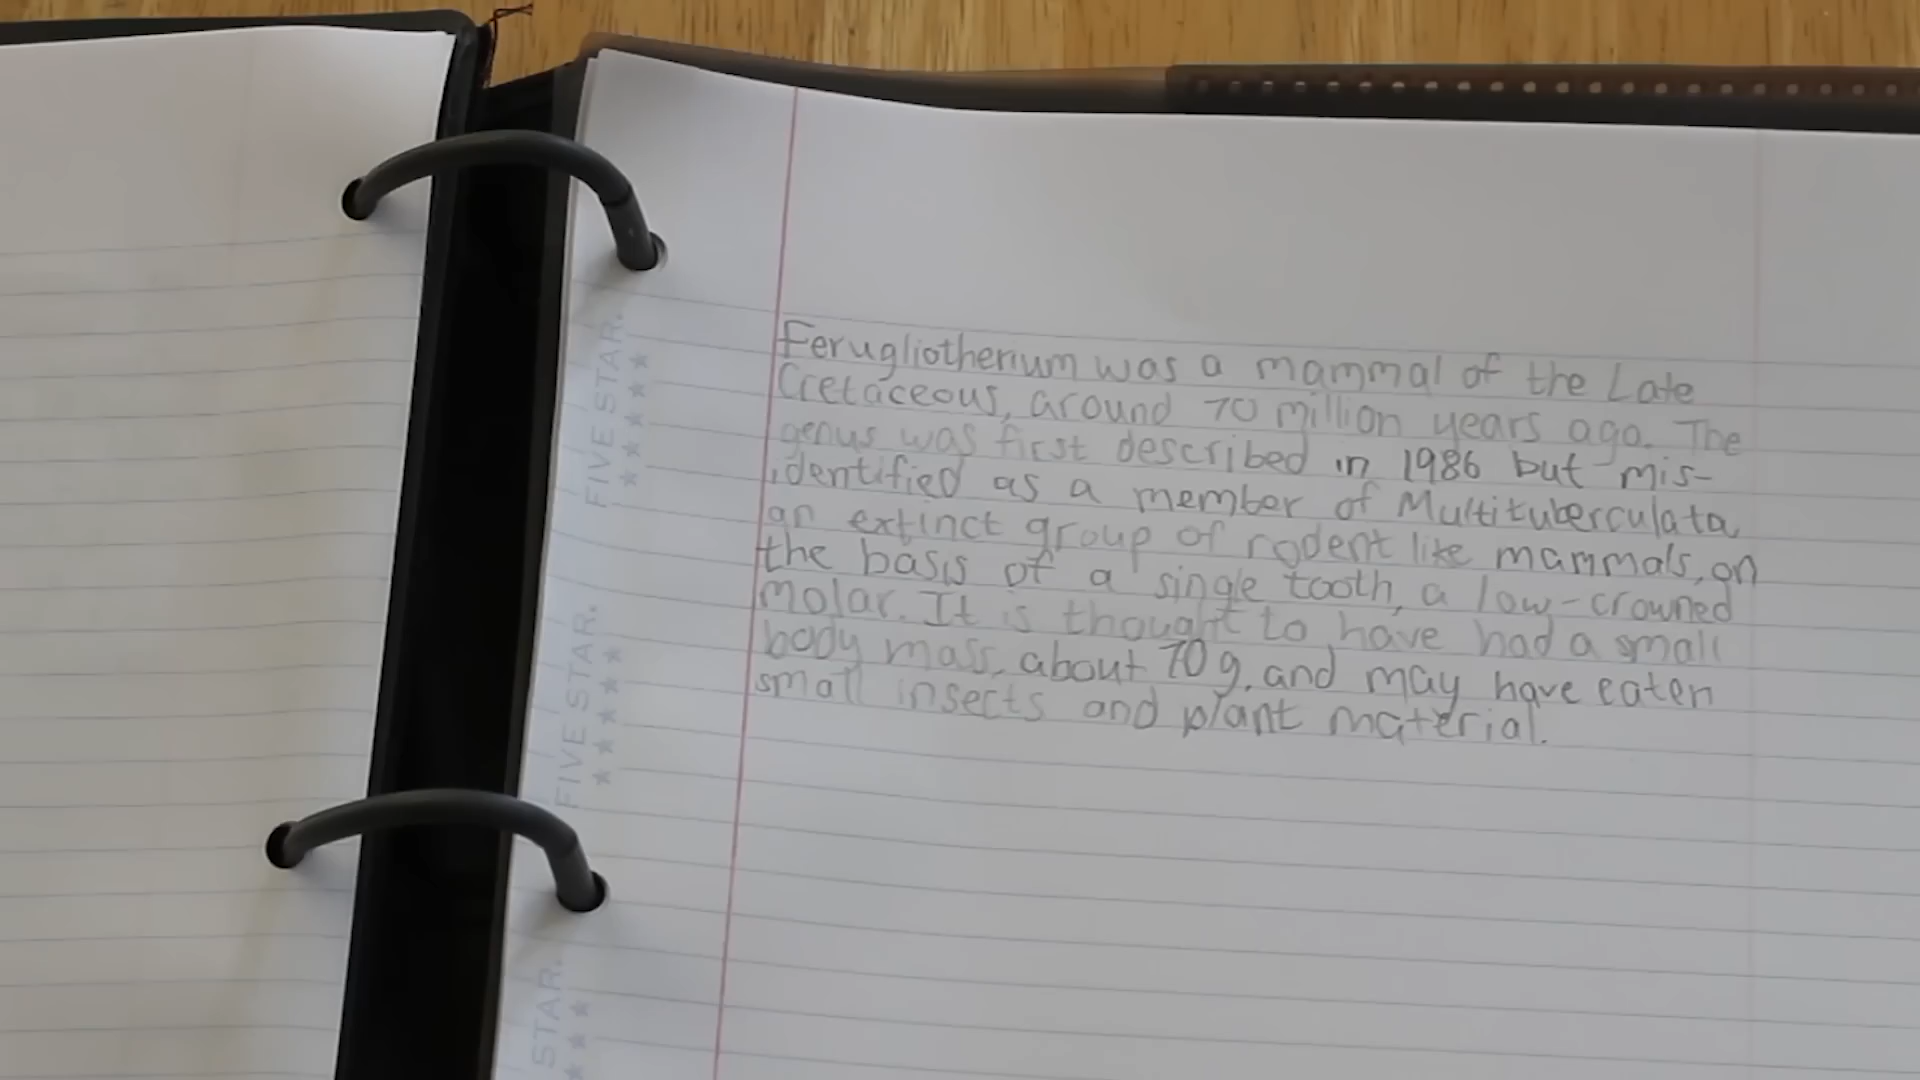 Ferugliotherium was a mammal of the Late
Cretaceous, around 70 million years ago. The
genus was first described in 1986 but mis-
identified as a member of Multituberculata,
an extinct group of rodent like mammals, on
the basis of a single tooth, a low-crowned
molar. It is thought to have had a small
body mass, about 70 g, and may have eaten
small insects and plant material.
FIVE STAR.
FIVE STAR.
STAR.